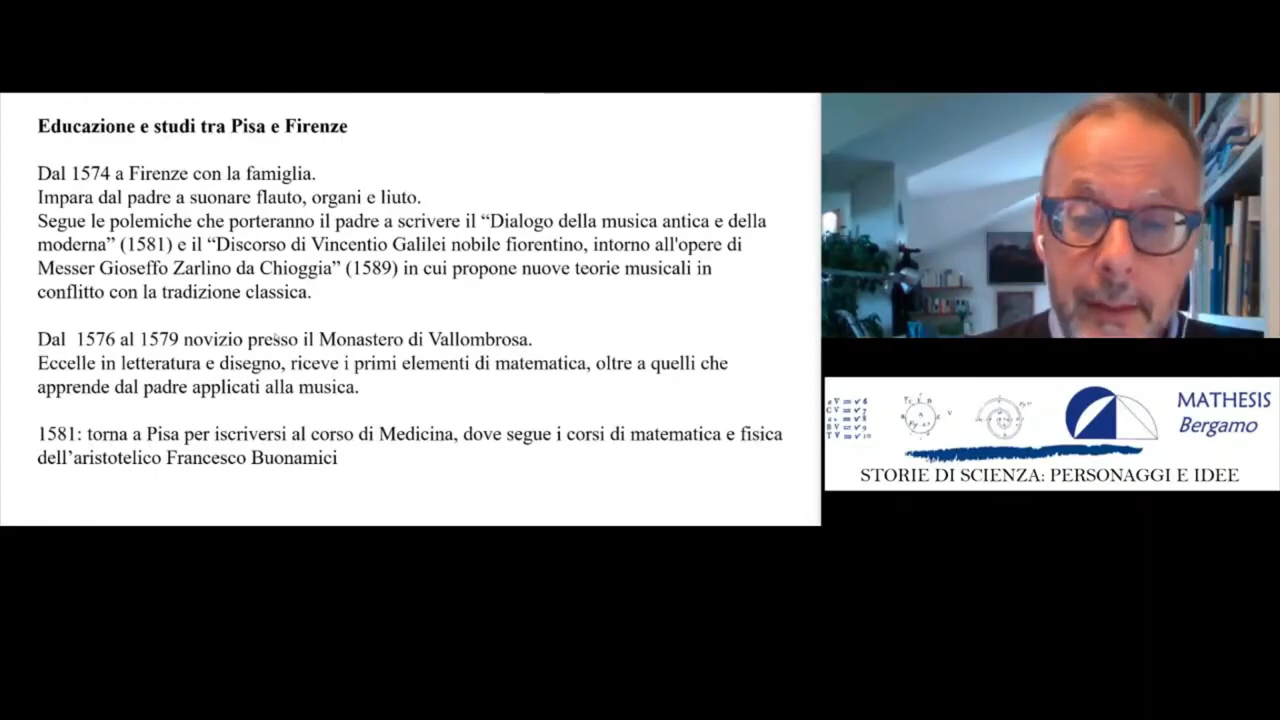 Educazione e studi tra Pisa e Firenze
Dal 1574 a Firenze con la famiglia.
Impara dal padre a suonare flauto, organi e liuto.
Segue le polemiche che porteranno il padre a scrivere il “Dialogo della musica antica e della
moderna” (1581) e il “Discorso di Vincentio Galilei nobile fiorentino, intorno all'opere di
Messer Gioseffo Zarlino da Chioggia” (1589) in cui propone nuove teorie musicali in
conflitto con la tradizione classica.
Dal 1576 al 1579 novizio presso il Monastero di Vallombrosa.
Eccelle in letteratura e disegno, riceve i primi elementi di matematica, oltre a quelli che
apprende dal padre applicati alla musica.
1581: torna a Pisa per iscriversi al corso di Medicina, dove segue i corsi di matematica e fisica
dell’aristotelico Francesco Buonamici
MATHESIS
Bergamo
STORIE DI SCIENZA: PERSONAGGI E IDEE